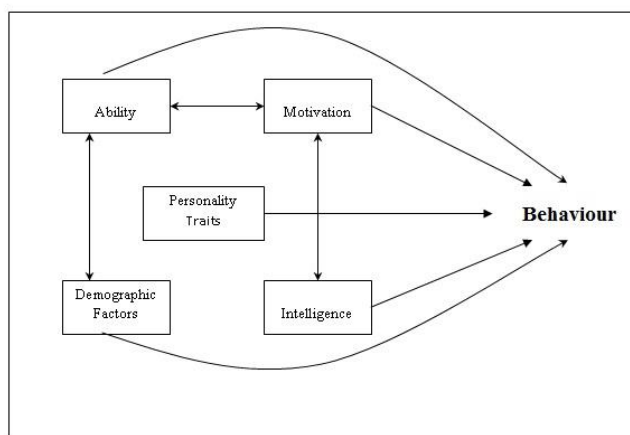 Ability
Motivation
Personality
Traits
Behaviour
Demographic
Factors
Intelligence